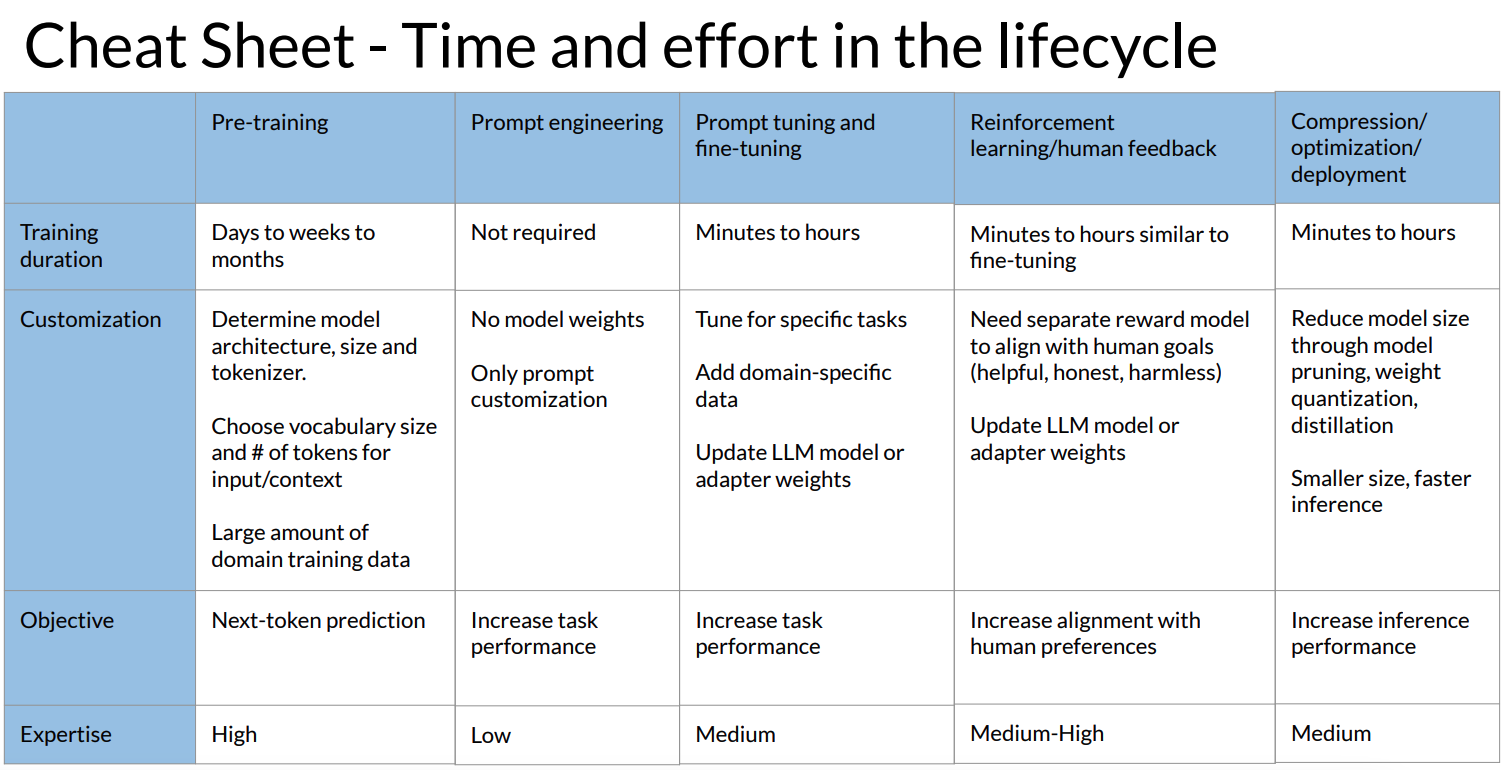 Cheat Sheet - Time and effort in the lifecycle
Pre-training
Prompt engineering
Prompt tuning and
fine-tuning
Reinforcement
learning/human feedback
Compression/
optimization/
deployment
Training
duration
Days to weeks to
months
Not required
Minutes to hours
Minutes to hours similar to
fine-tuning
Minutes to hours
Customization
Determine model
architecture, size and
tokenizer.
Choose vocabulary size
and # of tokens for
input/context
Large amount of
domain training data
No model weights
Only prompt
customization
Tune for specific tasks
Add domain-specific
data
Update LLM model or
adapter weights
Need separate reward model
to align with human goals
(helpful, honest, harmless)
Update LLM model or
adapter weights
Reduce model size
through model
pruning, weight
quantization,
distillation
Smaller size, faster
inference
Objective
Next-token prediction
Increase task
performance
Increase task
performance
Increase alignment with
human preferences
Increase inference
performance
Expertise
High
Low
Medium
Medium-High
Medium